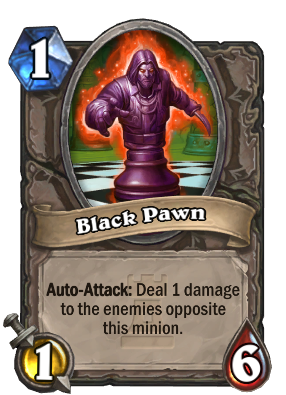 1
Black Pawn
Auto-Attack: Deal 1 damage
to the enemies opposite
this minion.
1
6